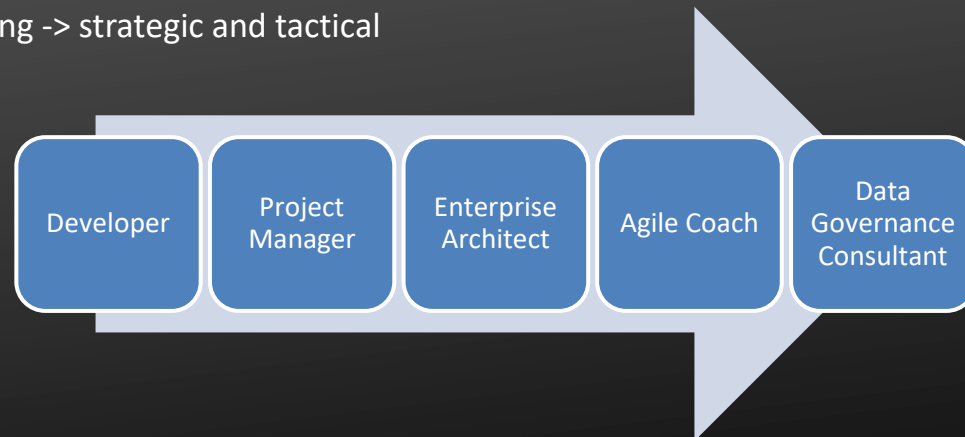 ng -> strategic and tactical
Developer
Project
Manager
Enterprise
Architect
Agile Coach
Data
Governance
Consultant